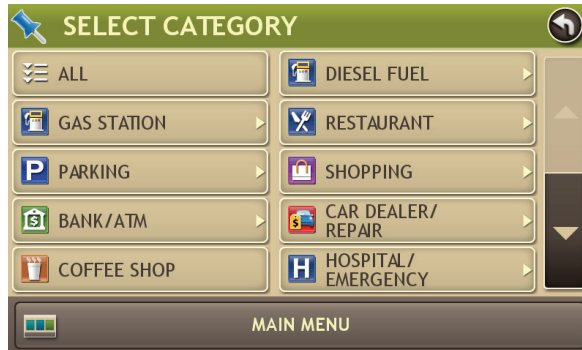 SELECT CATEGORY
ALL
DIESEL FUEL
GAS STATION
RESTAURANT
P PARKING
SHOPPING
$ BANK/ATM
$ CAR DEALER/
REPAIR
COFFEE SHOP
H HOSPITAL/
EMERGENCY
MAIN MENU